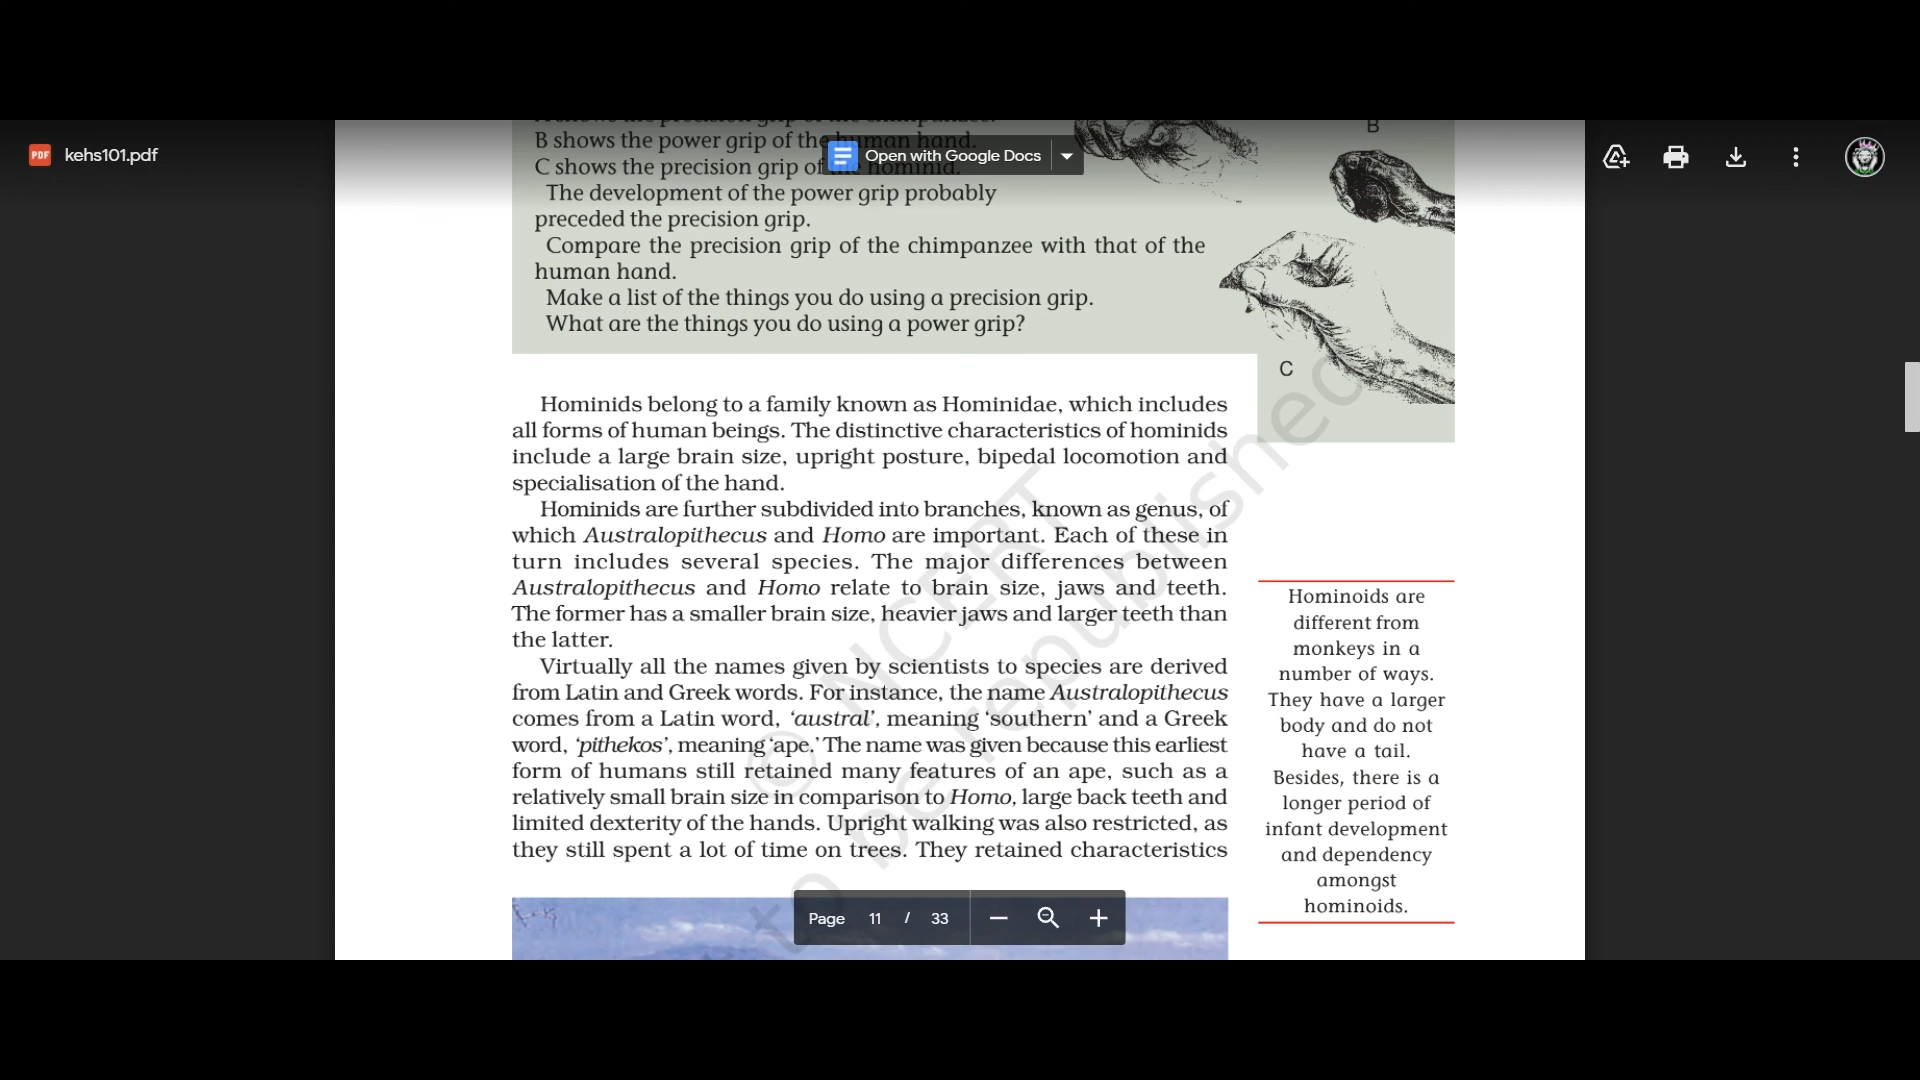 PDF kehs101.pdf
Open with Google Docs
B shows the power grip of the human hand.
C shows the precision grip of the hominid.
The development of the power grip probably
preceded the precision grip.
Compare the precision grip of the chimpanzee with that of the
human hand.
Make a list of the things you do using a precision grip.
What are the things you do using a power grip?
B
C
Hominids belong to a family known as Hominidae, which includes
all forms of human beings. The distinctive characteristics of hominids
include a large brain size, upright posture, bipedal locomotion and
specialisation of the hand.
Hominids are further subdivided into branches, known as genus, of
which Australopithecus and Homo are important. Each of these in
turn includes several species. The major differences between
Australopithecus and Homo relate to brain size, jaws and teeth.
The former has a smaller brain size, heavier jaws and larger teeth than
the latter.
Virtually all the names given by scientists to species are derived
from Latin and Greek words. For instance, the name Australopithecus
comes from a Latin word, ‘austral’, meaning ‘southern’ and a Greek
word, ‘pithekos’, meaning ‘ape.’ The name was given because this earliest
form of humans still retained many features of an ape, such as a
relatively small brain size in comparison to Homo, large back teeth and
limited dexterity of the hands. Upright walking was also restricted, as
they still spent a lot of time on trees. They retained characteristics
Hominoids are
different from
monkeys in a
number of ways.
They have a larger
body and do not
have a tail.
Besides, there is a
longer period of
infant development
and dependency
amongst
hominoids.
© NCERT
to be republished
Page 11 / 33